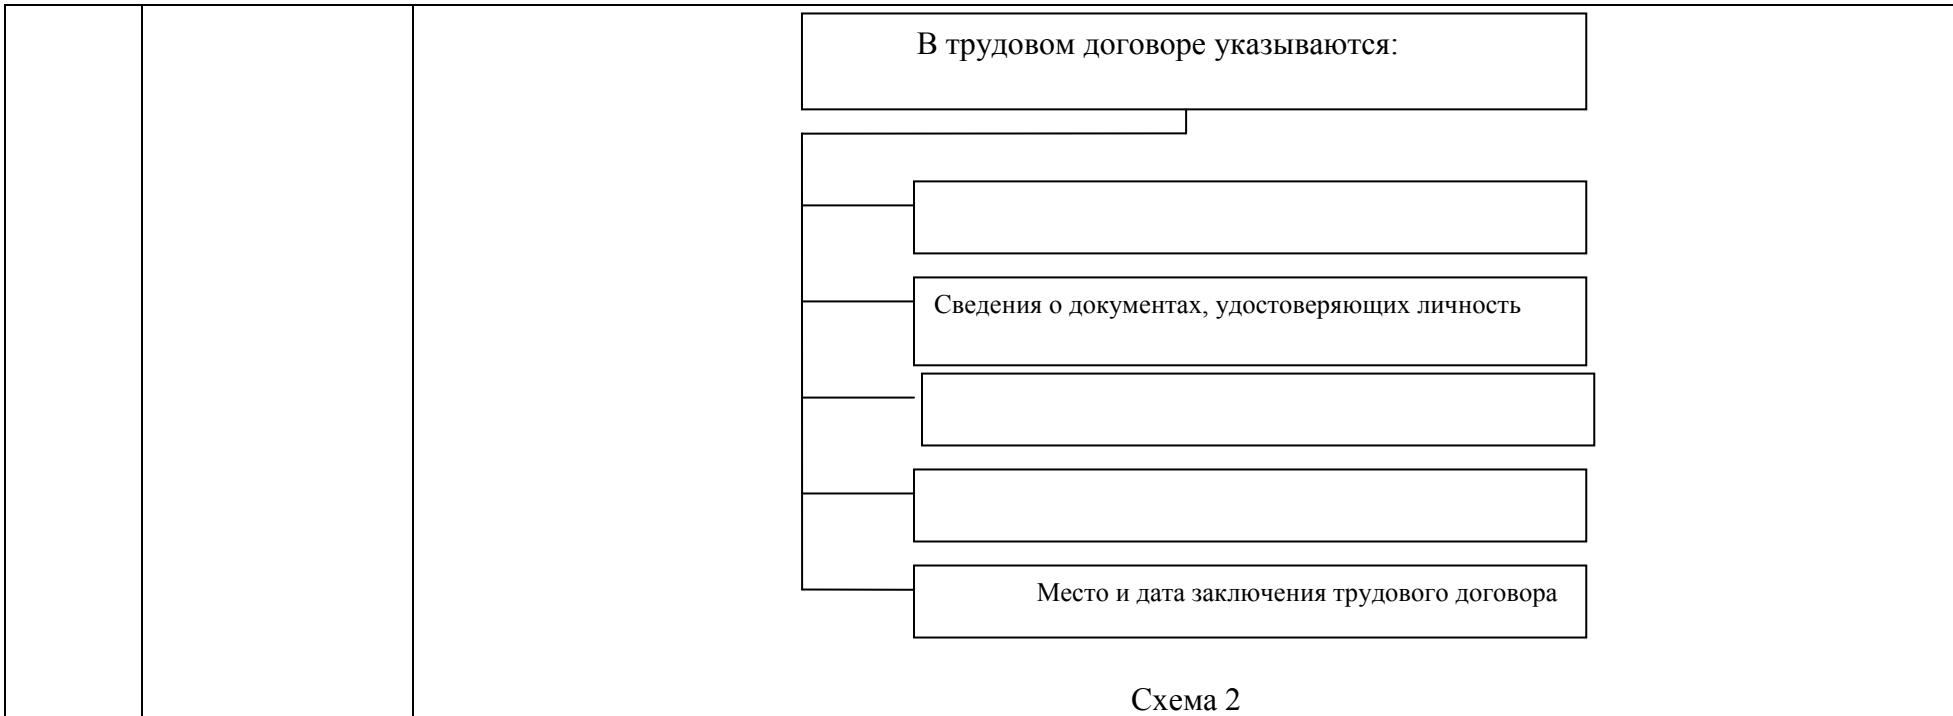 В трудовом договоре указываются:
Сведения о документах, удостоверяющих личность
Место и дата заключения трудового договора
Схема 2